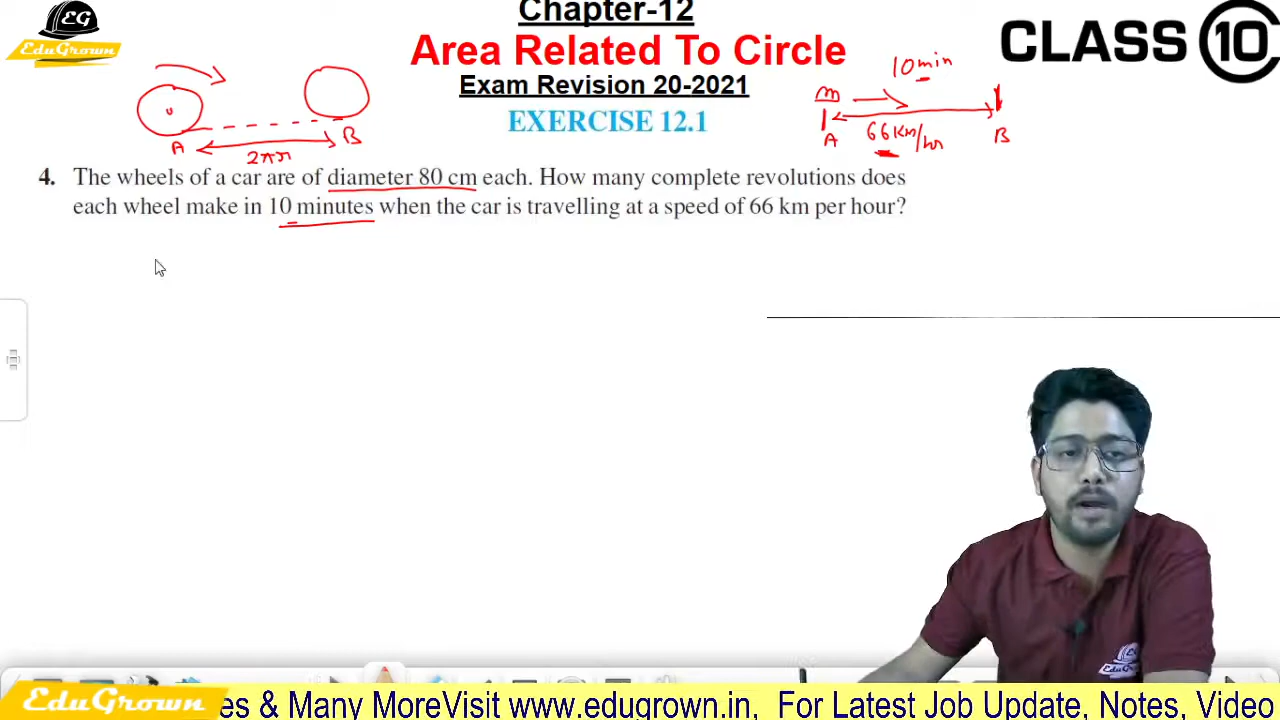 Chapter-12
EG
EduGrown
Area Related To Circle
CLASS 10
Exam Revision 20-2021
EXERCISE 12.1
10min
m
66Km/hr
A
B
A
B
2πr
4. The wheels of a car are of diameter 80 cm each. How many complete revolutions does
each wheel make in 10 minutes when the car is travelling at a speed of 66 km per hour?
EduGrown
es & Many MoreVisit www.edugrown.in, For Latest Job Update, Notes, Video